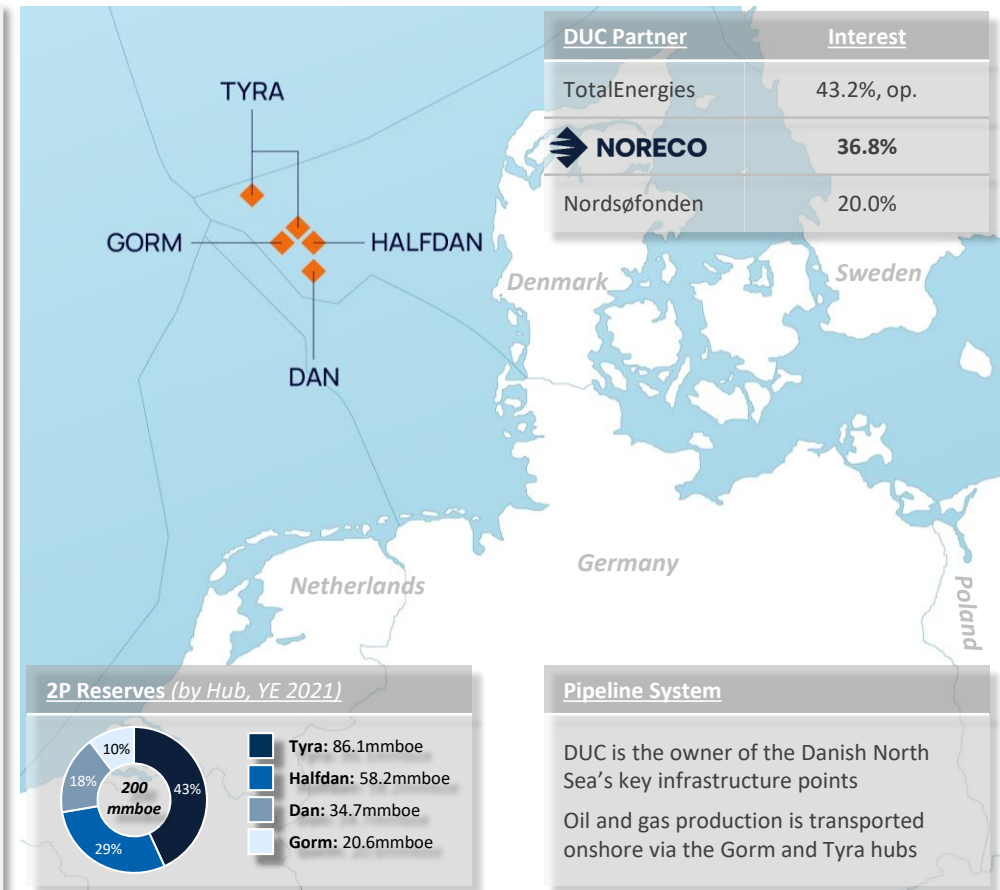 DUC Partner Interest
TotalEnergies 43.2%, op.
NORECO 36.8%
Nordsøfonden 20.0%
TYRA
GORM
HALFDAN
DAN
Denmark
Sweden
Netherlands
Germany
Poland
2P Reserves (by Hub, YE 2021)
10%
18%
43%
29%
200
mmboe
Tyra: 86.1mmboe
Halfdan: 58.2mmboe
Dan: 34.7mmboe
Gorm: 20.6mmboe
Pipeline System
DUC is the owner of the Danish North
Sea's key infrastructure points
Oil and gas production is transported
onshore via the Gorm and Tyra hubs